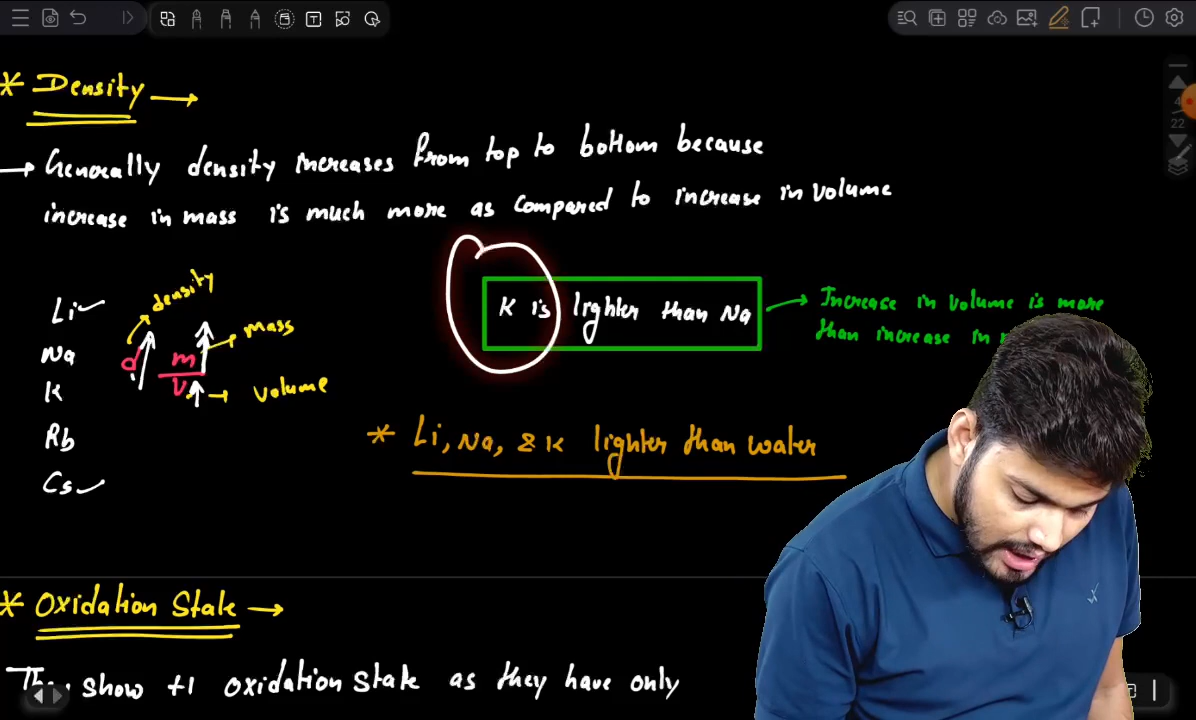 * Density →
→ Generally density increases from top to bottom because
increase in mass is much more as compared to increase in volume
Li
Na
K
Rb
Cs
density
d
m
V
mass
volume
K is lighter than Na
→ Increase in volume is more
than increase in
* Li, Na, & K lighter than water
* Oxidation State →
show +1 oxidation state as they have only
22